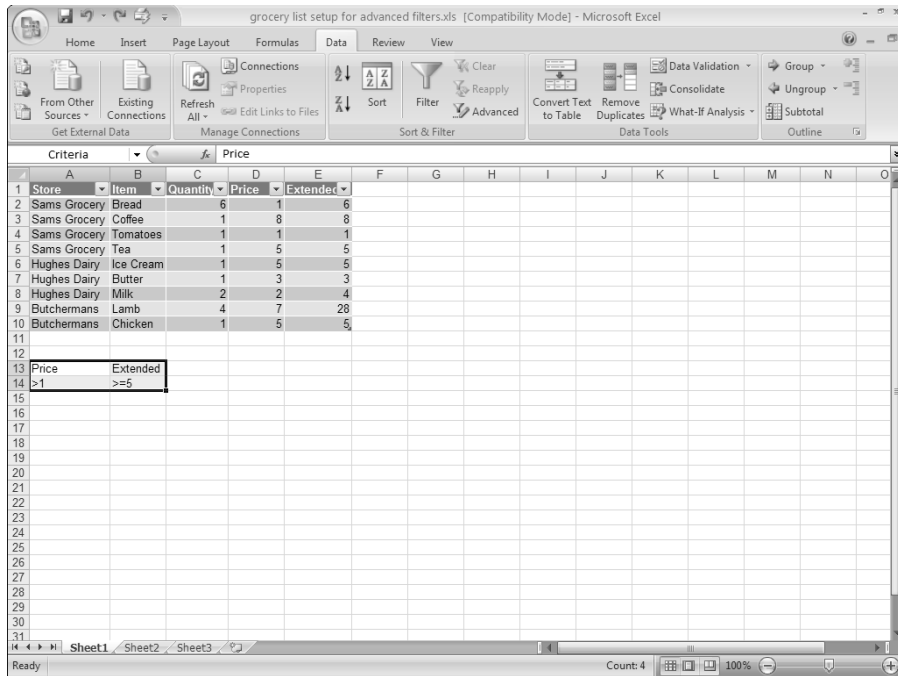 grocery list setup for advanced filters.xls [Compatibility Mode] - Microsoft Excel
Home Insert Page Layout Formulas Data Review View
From Other Sources
Existing Connections
Get External Data
Refresh All
Connections
Properties
Edit Links to Files
Manage Connections
A Z
Z A
A Z Z A
Sort
Filter
Clear
Reapply
Advanced
Sort & Filter
Convert Text to Table
Remove Duplicates
Data Validation
Consolidate
What-If Analysis
Data Tools
Group
Ungroup
Subtotal
Outline
Criteria fx Price
A B C D E F G H I J K L M N O
1 Store Item Quantity Price Extended
2 Sams Grocery Bread 6 1 6
3 Sams Grocery Coffee 1 8 8
4 Sams Grocery Tomatoes 1 1 1
5 Sams Grocery Tea 1 5 5
6 Hughes Dairy Ice Cream 1 5 5
7 Hughes Dairy Butter 1 3 3
8 Hughes Dairy Milk 2 2 4
9 Butchermans Lamb 4 7 28
10 Butchermans Chicken 1 5 5
11
12
13 Price Extended
14 >1 >=5
15
16
17
18
19
20
21
22
23
24
25
26
27
28
29
30
31
Sheet1 Sheet2 Sheet3
Ready Count: 4 100%